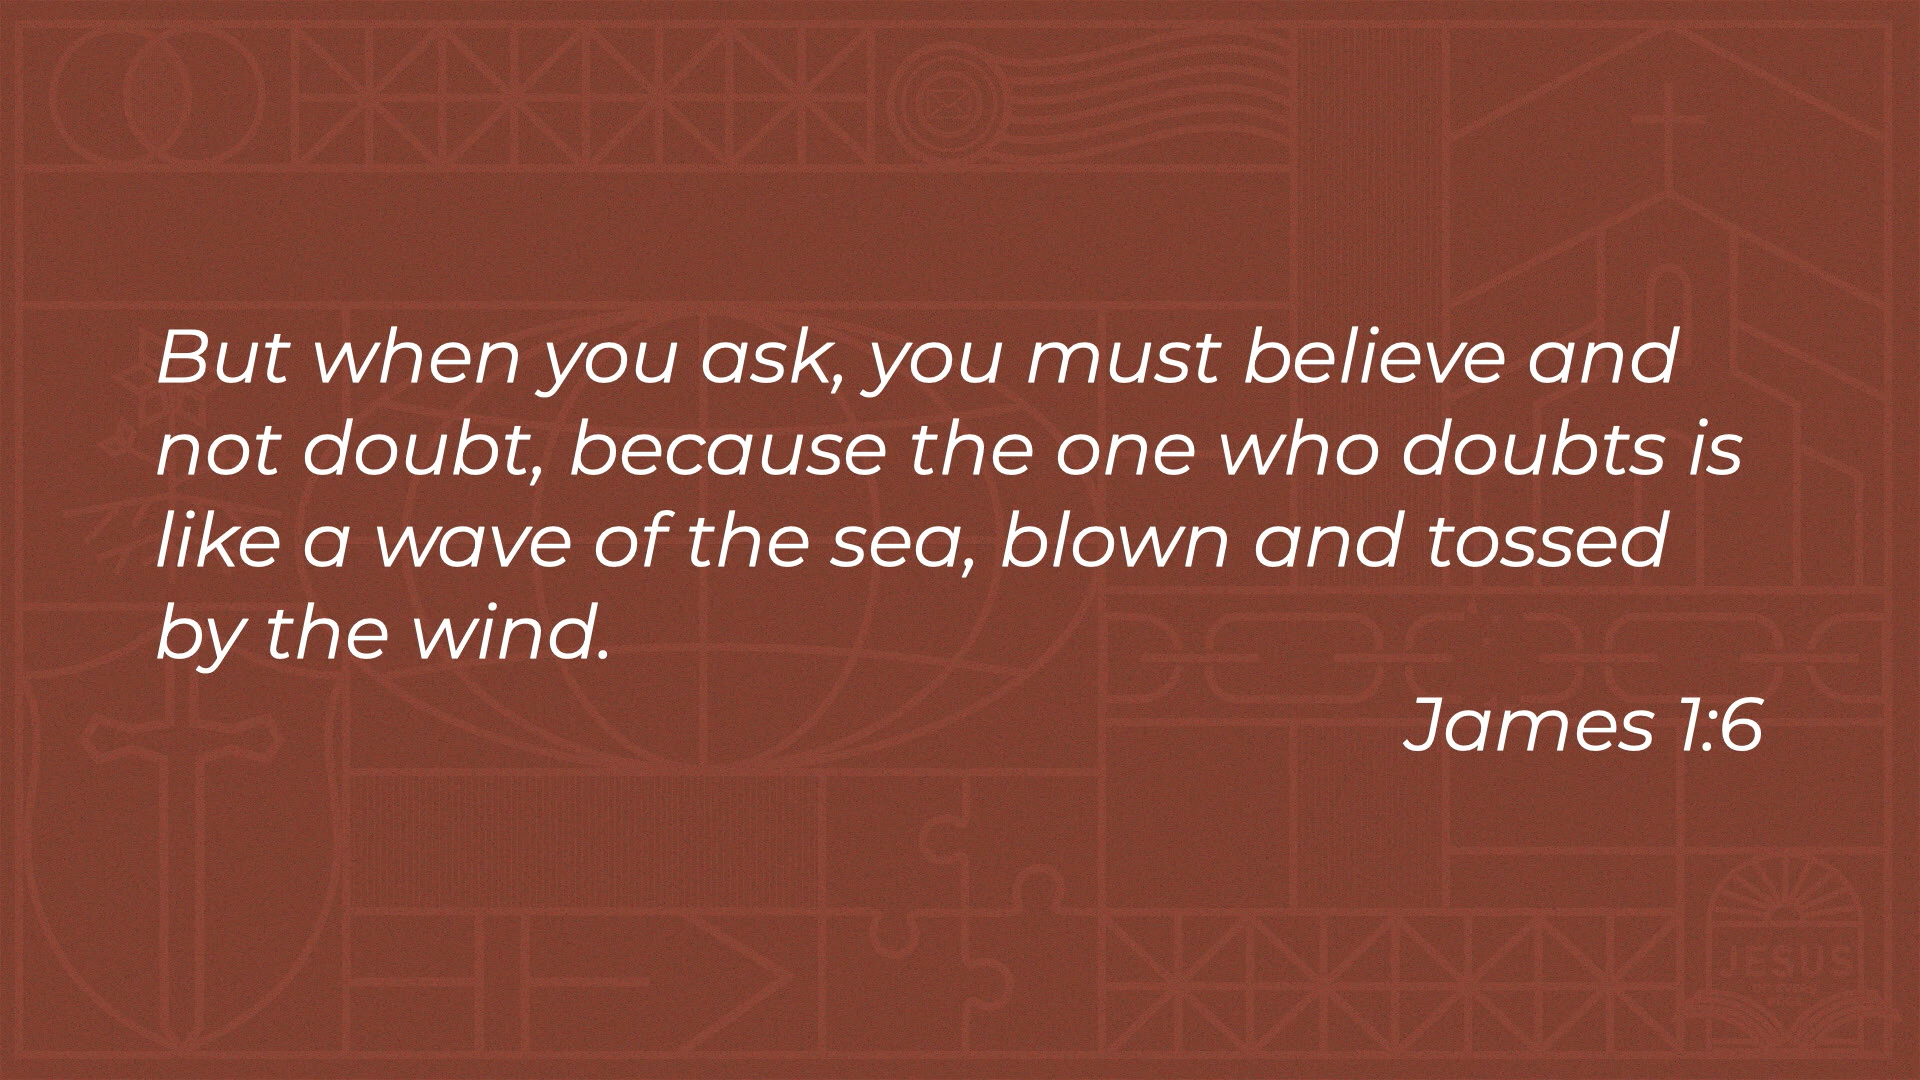 But when you ask, you must believe and
not doubt, because the one who doubts is
like a wave of the sea, blown and tossed
by the wind.
James 1:6
JESUS